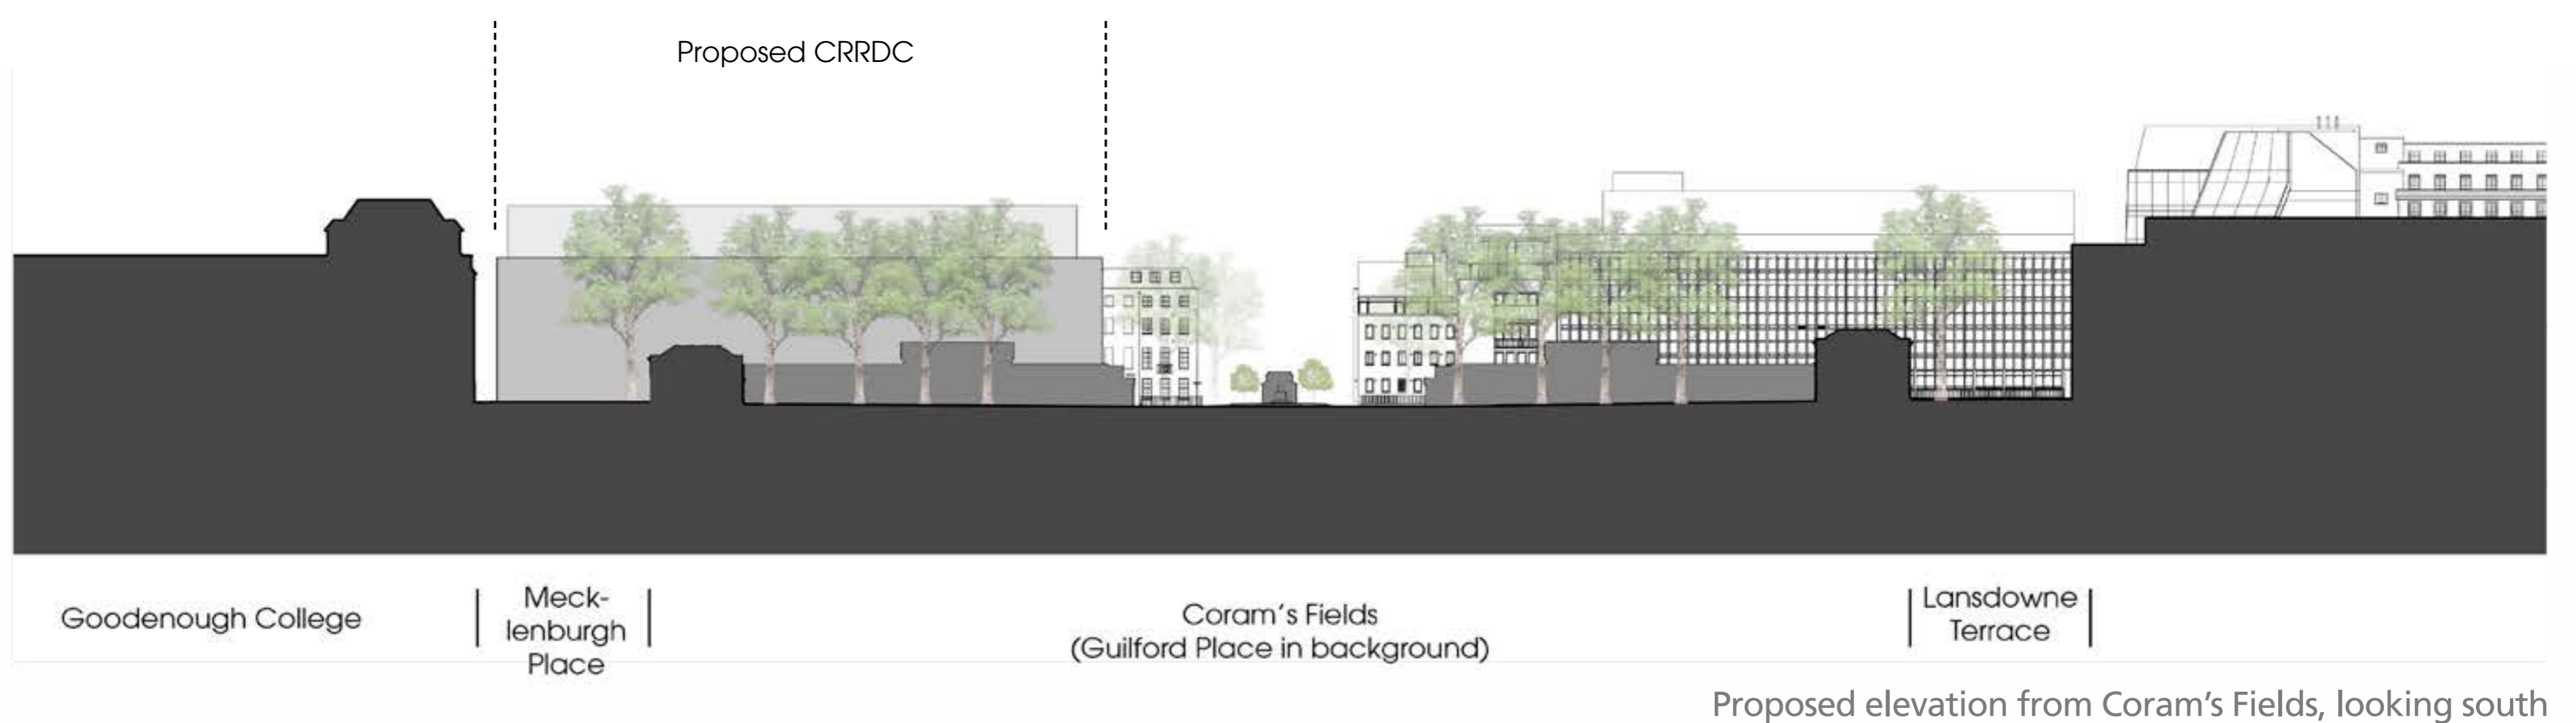 Proposed CRRDC
Goodenough College
Meck-
lenburgh
Place
Coram's Fields
(Guilford Place in background)
Lansdowne
Terrace
Proposed elevation from Coram's Fields, looking south